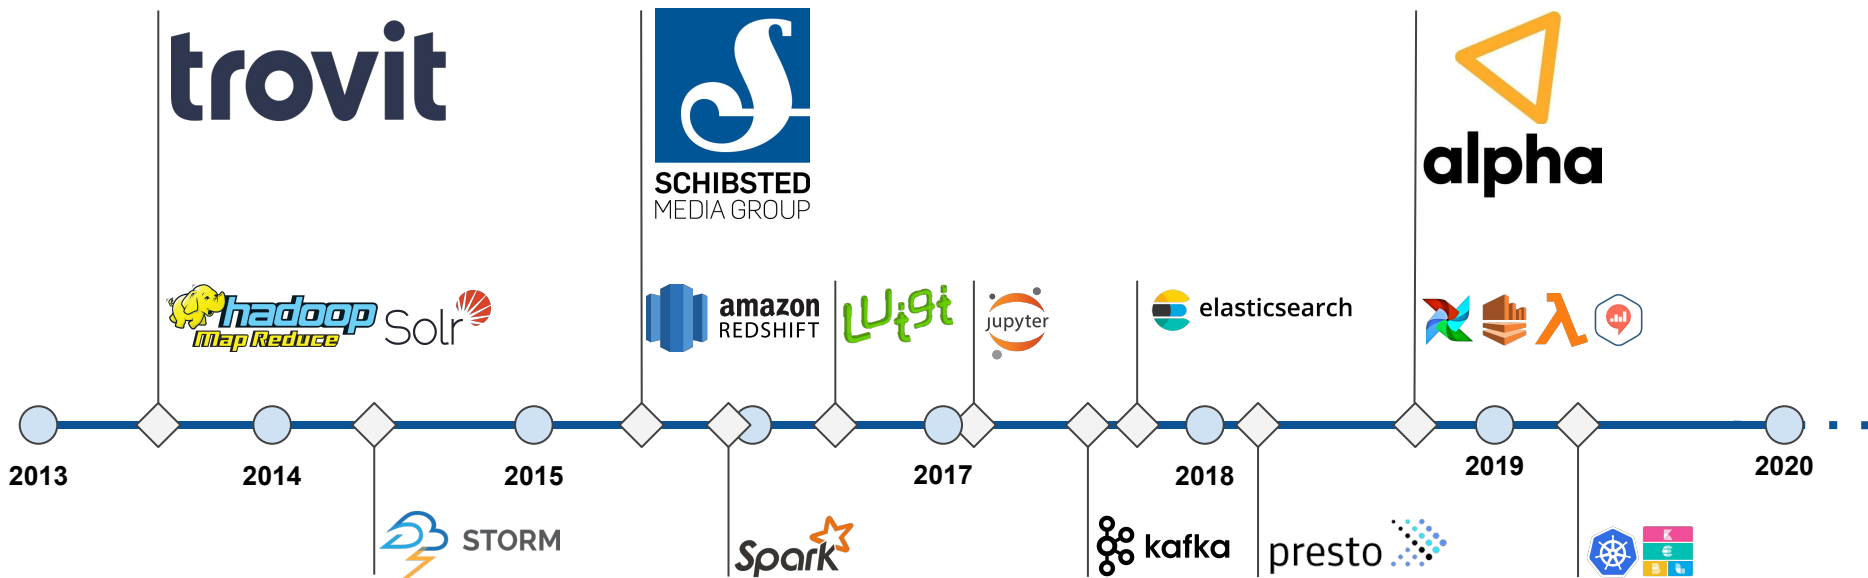 trovit
SCHIBSTED
MEDIA GROUP
alpha
hadoop
Map Reduce
Solr
amazon
REDSHIFT
LUigi
jupyter
elasticsearch
2013
2014
2015
2017
2018
2019
2020
STORM
Spark
kafka
presto
K
E
B
L